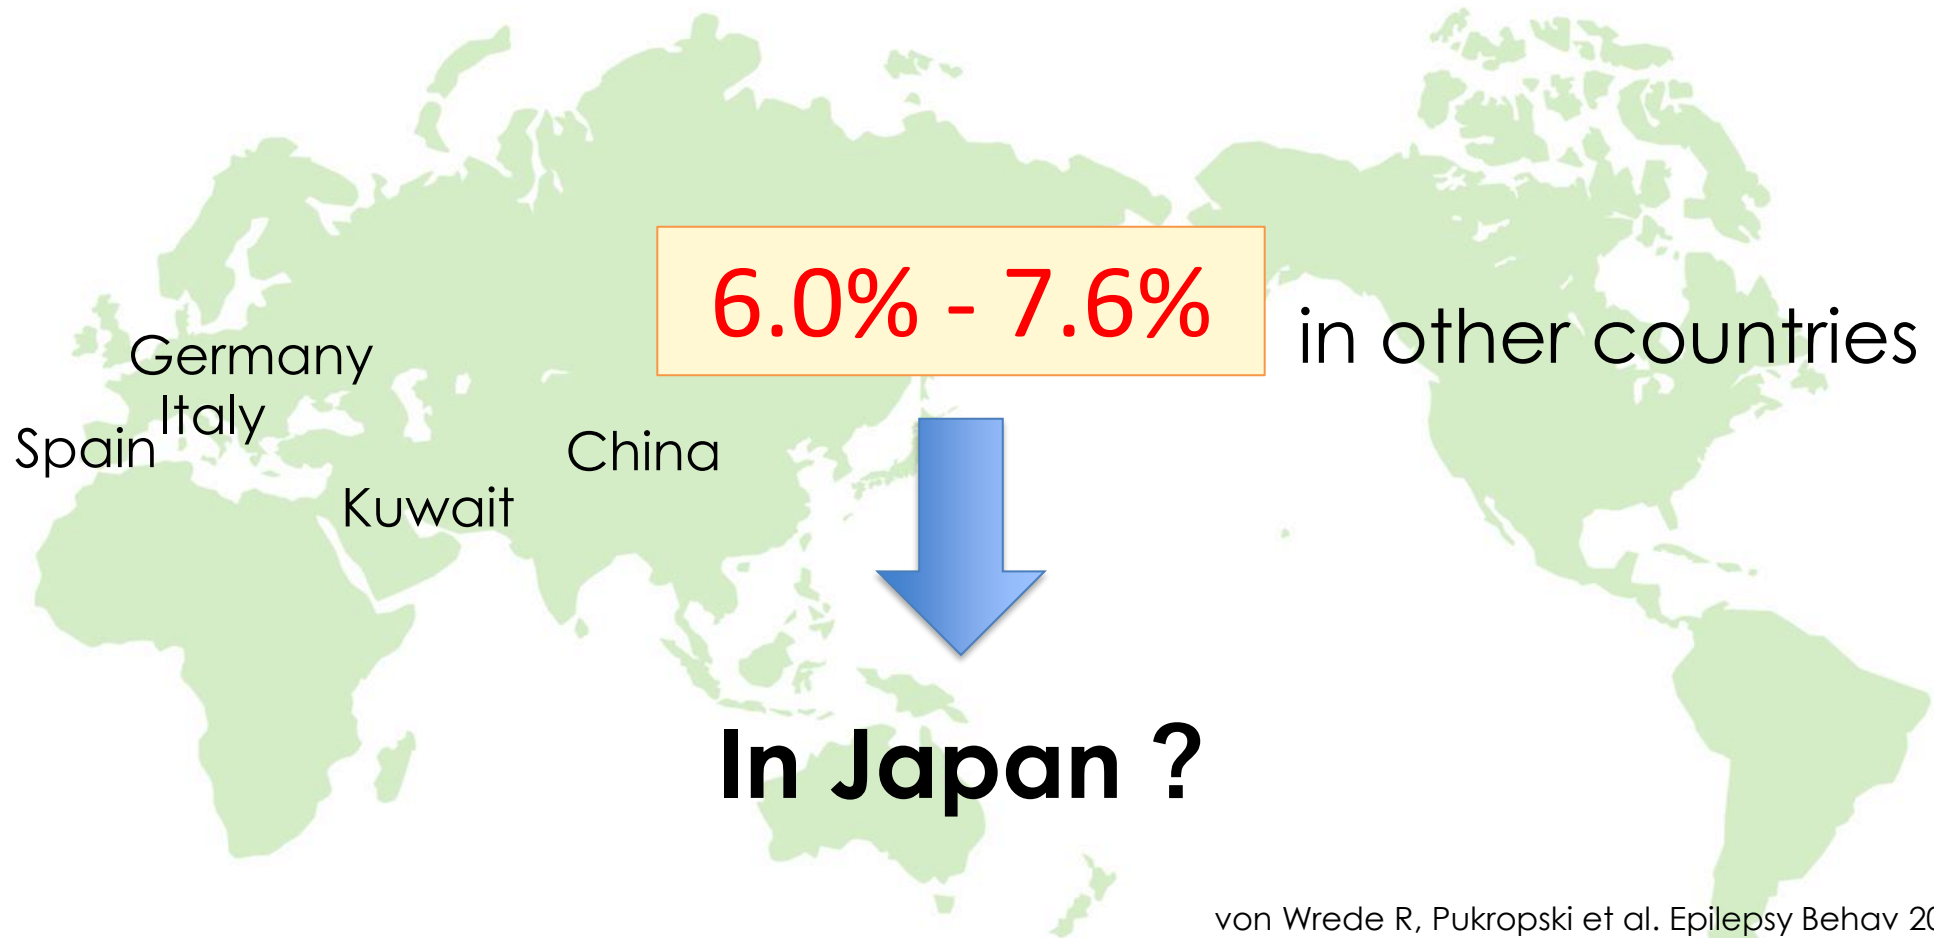 6.0% - 7.6%
in other countries
Germany
Italy
Spain
China
Kuwait
In Japan ?
von Wrede R, Pukropski et al. Epilepsy Behav